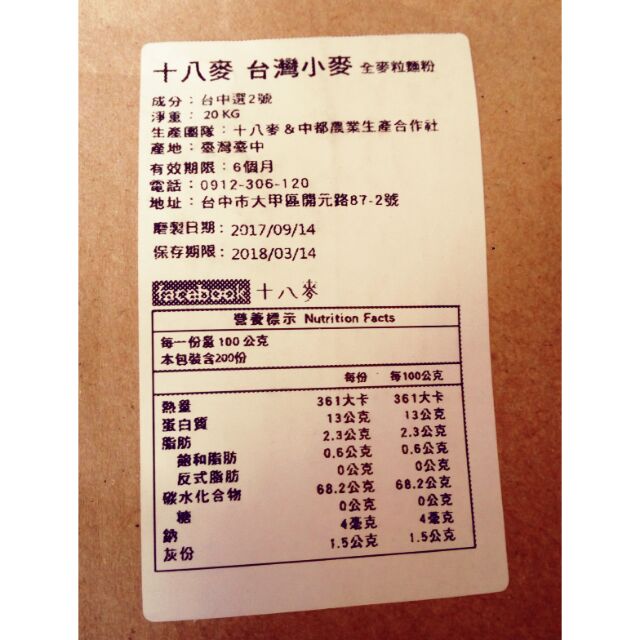 十八麥 台灣小麥 全麥粒麵粉
成分：台中選2號
淨重： 20 KG
生產團隊：十八麥＆中都農業生產合作社
產地：臺灣臺中
有效期限：6個月
電話：0912-306-120
地址：台中市大甲區開元路87-2號
磨製日期: 2017/09/14
保存期限: 2018/03/14
facebook 十八麥
營養標示 Nutrition Facts
每一份量 100 公克
本包裝含200份
每份 每100公克
熱量 361大卡 361大卡
蛋白質 13公克 13公克
脂肪 2.3公克 2.3公克
飽和脂肪 0.6公克 0.6公克
反式脂肪 0公克 0公克
碳水化合物 68.2公克 68.2公克
糖 0公克 0公克
鈉 4毫克 4毫克
灰份 1.5公克 1.5公克